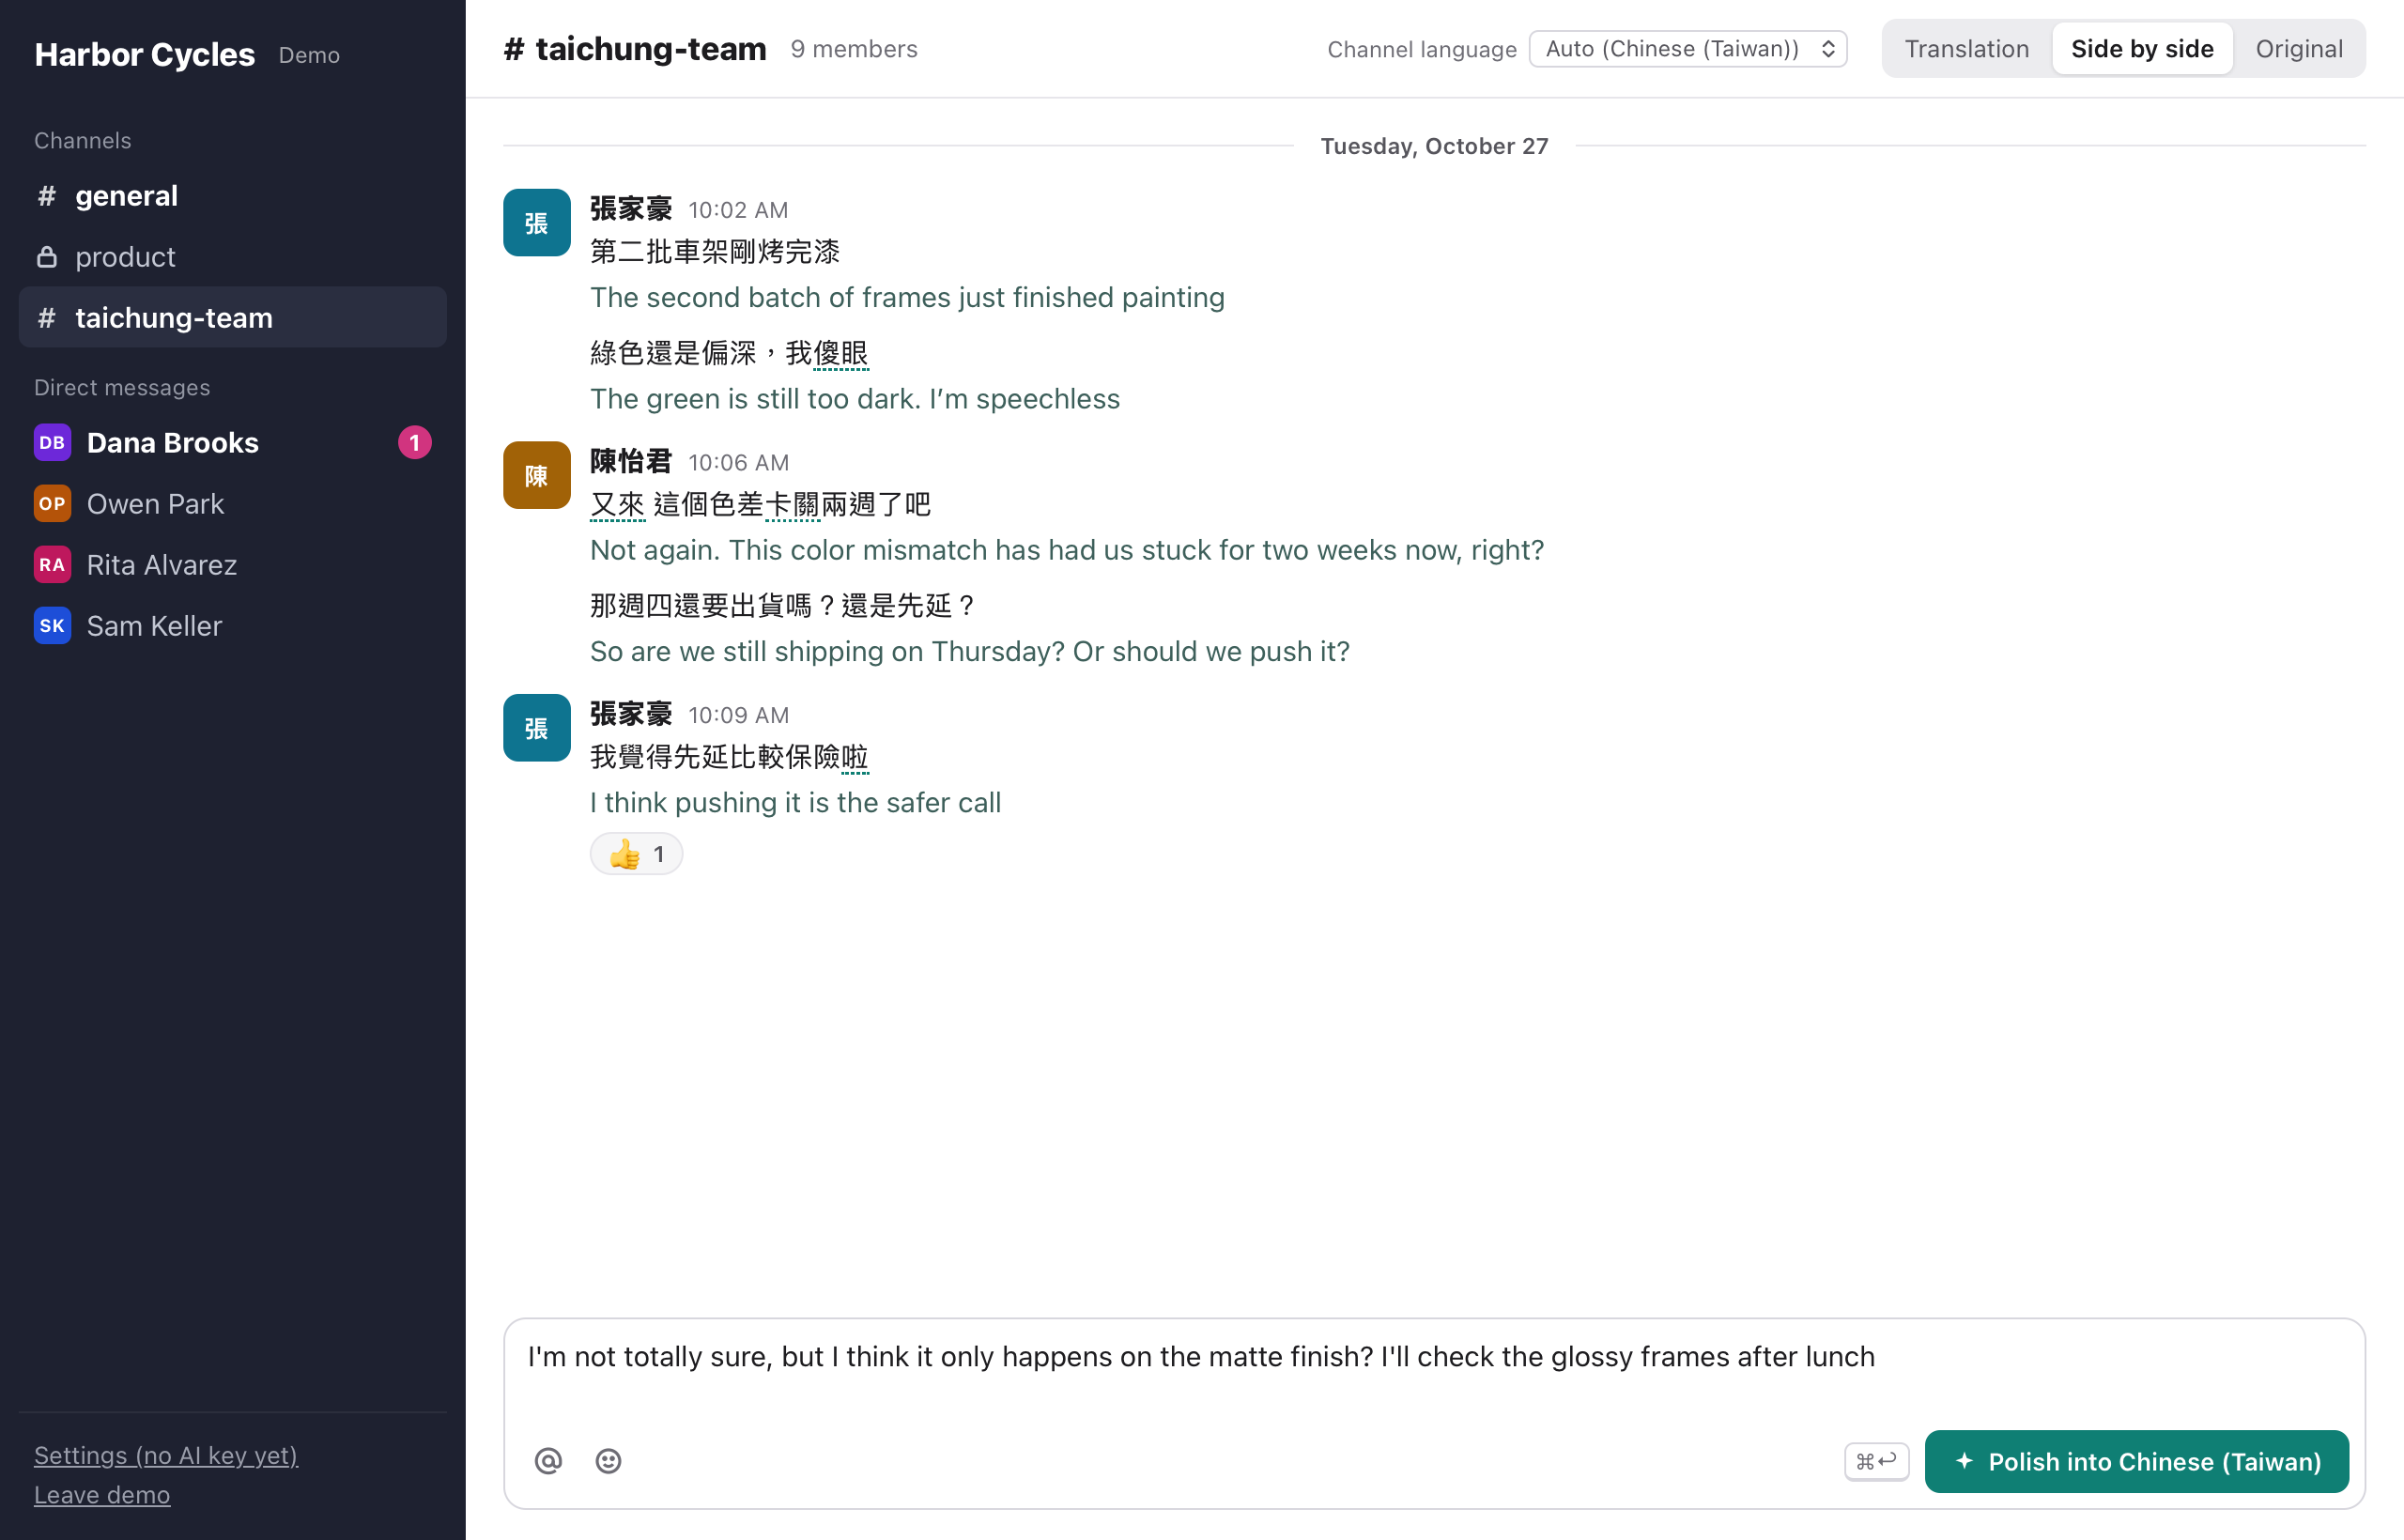 Harbor Cycles Demo
Channels
# general
product
# taichung-team
Direct messages
DB Dana Brooks 1
OP Owen Park
RA Rita Alvarez
SK Sam Keller
Settings (no AI key yet)
Leave demo
# taichung-team 9 members
Channel language Auto (Chinese (Taiwan))
Translation Side by side Original
Tuesday, October 27
張
張家豪 10:02 AM
第二批車架剛烤完漆
The second batch of frames just finished painting
綠色還是偏深，我傻眼
The green is still too dark. I’m speechless
陳
陳怡君 10:06 AM
又來 這個色差卡關兩週了吧
Not again. This color mismatch has had us stuck for two weeks now, right?
那週四還要出貨嗎？還是先延？
So are we still shipping on Thursday? Or should we push it?
張
張家豪 10:09 AM
我覺得先延比較保險啦
I think pushing it is the safer call
👍 1
I'm not totally sure, but I think it only happens on the matte finish? I'll check the glossy frames after lunch
⌘↩ Polish into Chinese (Taiwan)